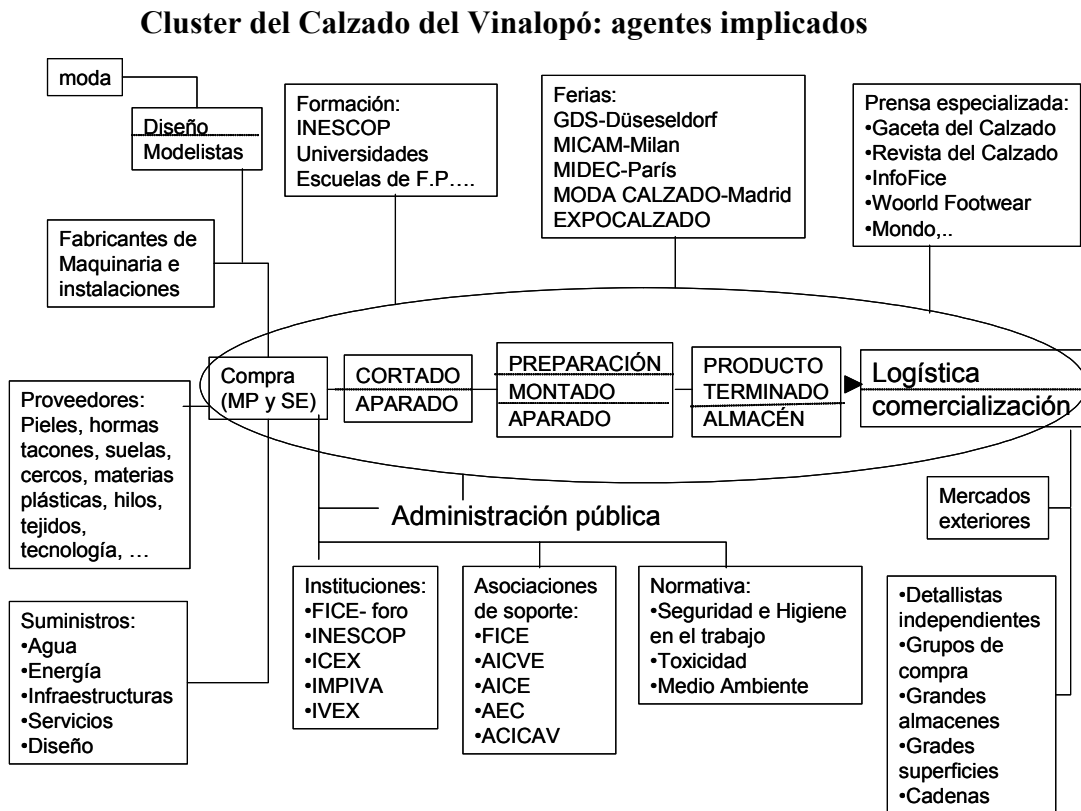 Cluster del Calzado del Vinalopó: agentes implicados
moda
Diseño
Modelistas
Fabricantes de
Maquinaria e
instalaciones
Formación:
INESCOP
Universidades
Escuelas de F.P….
Ferias:
GDS-Düseseldorf
MICAM-Milan
MIDEC-París
MODA CALZADO-Madrid
EXPOCALZADO
Prensa especializada:
•Gaceta del Calzado
•Revista del Calzado
•InfoFice
•Woorld Footwear
•Mondo,..
Proveedores:
Pieles, hormas
tacones, suelas,
cercos, materias
plásticas, hilos,
tejidos,
tecnología, …
Compra
(MP y SE)
CORTADO
APARADO
PREPARACIÓN
MONTADO
APARADO
PRODUCTO
TERMINADO
ALMACÉN
Logística
comercialización
Administración pública
Mercados
exteriores
Suministros:
•Agua
•Energía
•Infraestructuras
•Servicios
•Diseño
Instituciones:
•FICE- foro
•INESCOP
•ICEX
•IMPIVA
•IVEX
Asociaciones
de soporte:
•FICE
•AICVE
•AICE
•AEC
•ACICAV
Normativa:
•Seguridad e Higiene
en el trabajo
•Toxicidad
•Medio Ambiente
•Detallistas
independientes
•Grupos de
compra
•Grandes
almacenes
•Grades
superficies
•Cadenas